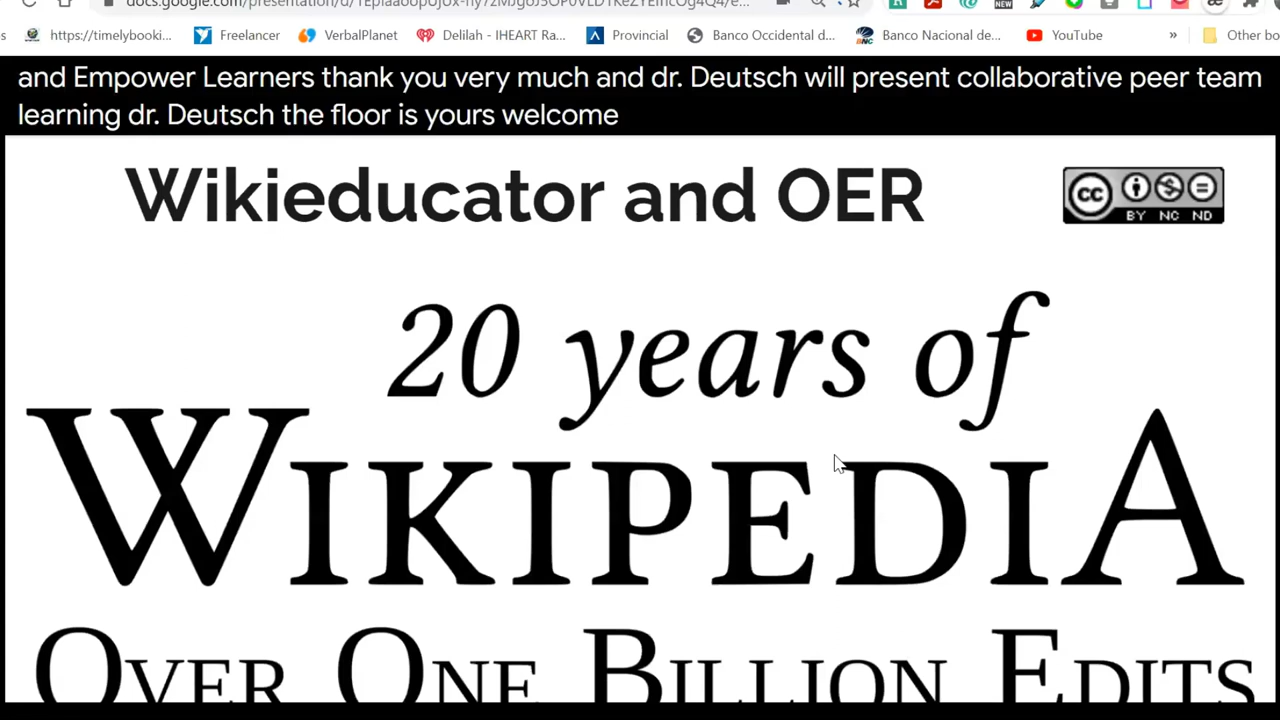 https://timelybooki...
Freelancer
VerbalPlanet
Delilah - IHEART Ra...
Provincial
Banco Occidental d...
Banco Nacional de...
YouTube
»
Other bo
and Empower Learners thank you very much and dr. Deutsch will present collaborative peer team
learning dr. Deutsch the floor is yours welcome
Wikieducator and OER
CC BY NC ND
20 years of
WIKIPEDIA
OVER ONE BILLION EDITS